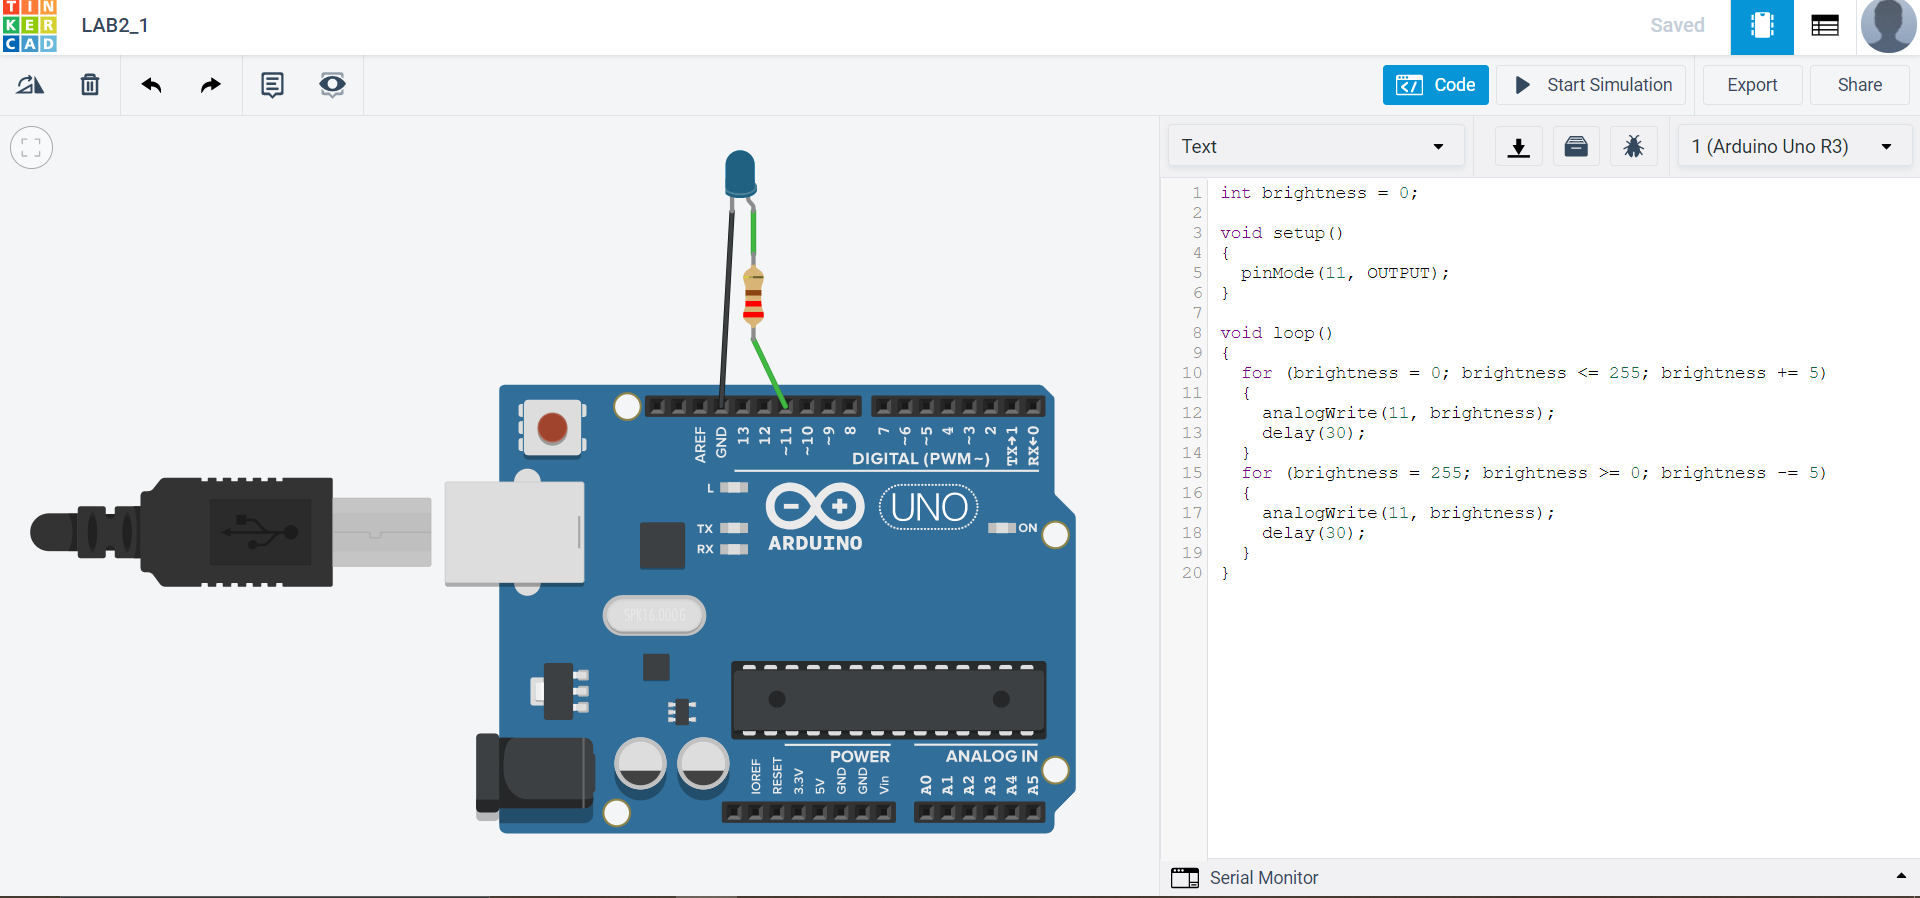 TIN
KER
CAD
LAB2_1
Saved
Code
Start Simulation
Export
Share
Text
1 (Arduino Uno R3)
1 int brightness = 0;
2
3 void setup()
4 {
5 pinMode(11, OUTPUT);
6 }
7
8 void loop()
9 {
10 for (brightness = 0; brightness <= 255; brightness += 5)
11 {
12 analogWrite(11, brightness);
13 delay(30);
14 }
15 for (brightness = 255; brightness >= 0; brightness -= 5)
16 {
17 analogWrite(11, brightness);
18 delay(30);
19 }
20 }
AREF
GND
13
12
~11
~10
~9
8
7
~6
~5
4
~3
2
TX→1
RX←0
DIGITAL (PWM~)
L
TX
RX
UNO
ON
ARDUINO
SPK16.000G
POWER
ANALOG IN
IOREF
RESET
3.3V
5V
GND
GND
Vin
A0
A1
A2
A3
A4
A5
Serial Monitor